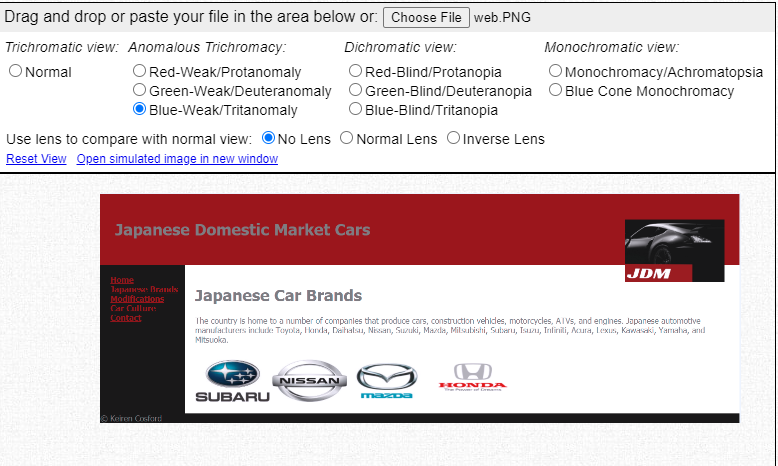 Drag and drop or paste your file in the area below or: Choose File web.PNG
Trichromatic view: Anomalous Trichromacy: Dichromatic view: Monochromatic view:
Normal Red-Weak/Protanomaly Red-Blind/Protanopia Monochromacy/Achromatopsia
Green-Weak/Deuteranomaly Green-Blind/Deuteranopia Blue Cone Monochromacy
Blue-Weak/Tritanomaly Blue-Blind/Tritanopia
Use lens to compare with normal view: No Lens Normal Lens Inverse Lens
Reset View Open simulated image in new window
Japanese Domestic Market Cars
JDM
Home
Japanese Brands
Modifications
Car Culture
Contact
Japanese Car Brands
The country is home to a number of companies that produce cars, construction vehicles, motorcycles, ATVs, and engines. Japanese automotive
manufacturers include Toyota, Honda, Daihatsu, Nissan, Suzuki, Mazda, Mitsubishi, Subaru, Isuzu, Infiniti, Acura, Lexus, Kawasaki, Yamaha, and
Mitsuoka.
SUBARU NISSAN mazda HONDA
The Power of Dreams
© Keiren Cosford